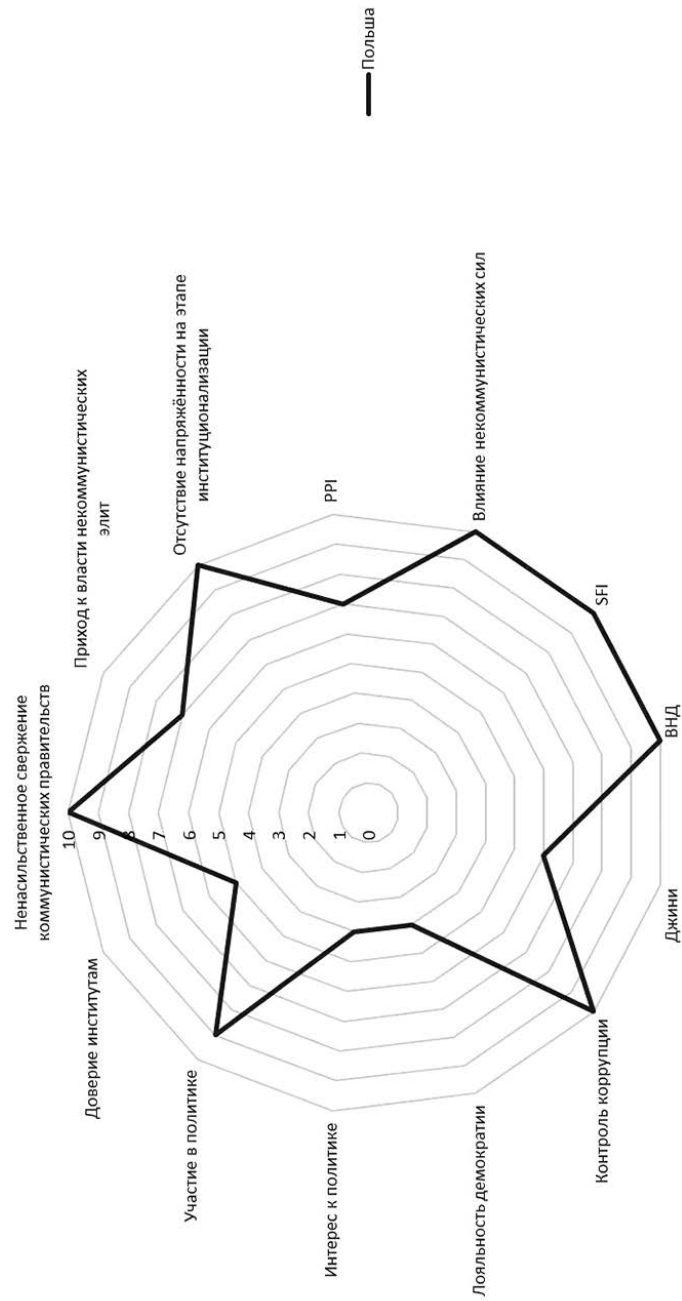 Ненасильственное свержение
коммунистических правительств
Приход к власти некоммунистических
элит
Отсутствие напряжённости на этапе
институционализации
PPI
Влияние некоммунистических сил
SFI
ВНД
Джини
Контроль коррупции
Лояльность демократии
Интерес к политике
Участие в политике
Доверие институтам
10
9
8
7
6
5
4
3
2
1
0
Польша